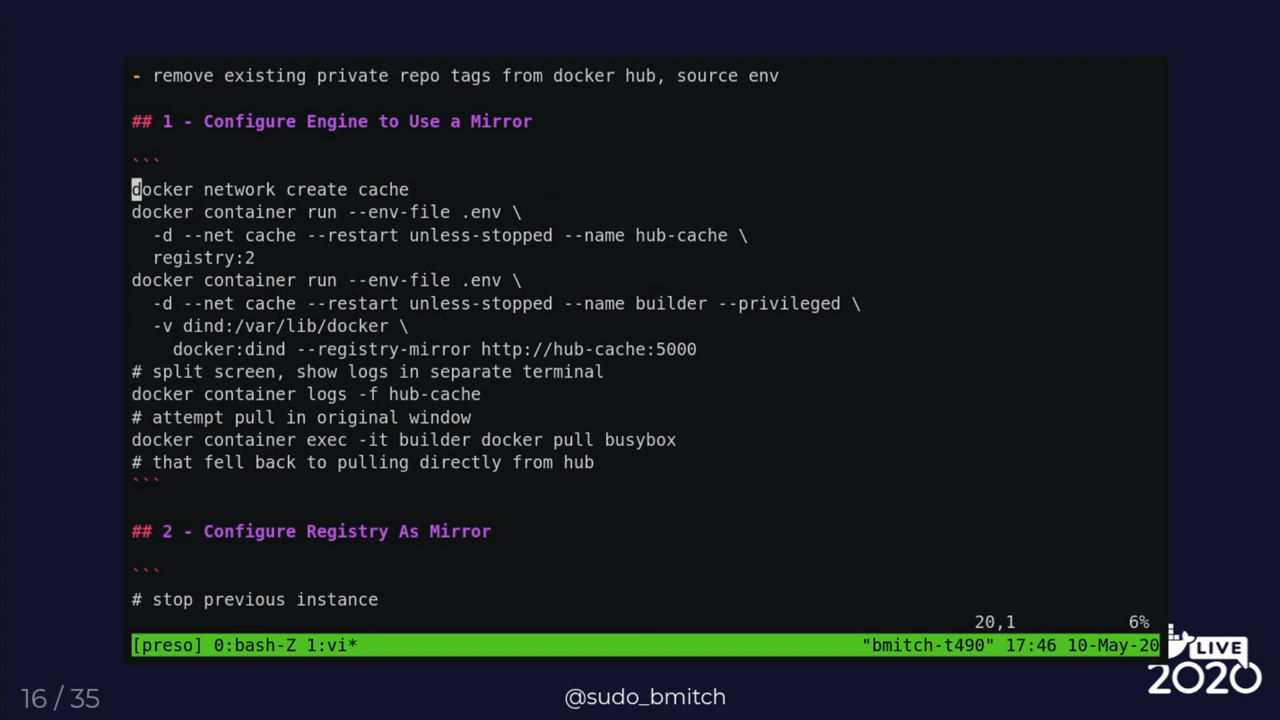 - remove existing private repo tags from docker hub, source env
## 1 - Configure Engine to Use a Mirror
```
docker network create cache
docker container run --env-file .env \
  -d --net cache --restart unless-stopped --name hub-cache \
  registry:2
docker container run --env-file .env \
  -d --net cache --restart unless-stopped --name builder --privileged \
  -v dind:/var/lib/docker \
    docker:dind --registry-mirror http://hub-cache:5000
# split screen, show logs in separate terminal
docker container logs -f hub-cache
# attempt pull in original window
docker container exec -it builder docker pull busybox
# that fell back to pulling directly from hub
```
## 2 - Configure Registry As Mirror
```
# stop previous instance
20,1 6%
[preso] 0:bash-Z 1:vi* "bmitch-t490" 17:46 10-May-20
LIVE
2020
16 / 35
@sudo_bmitch